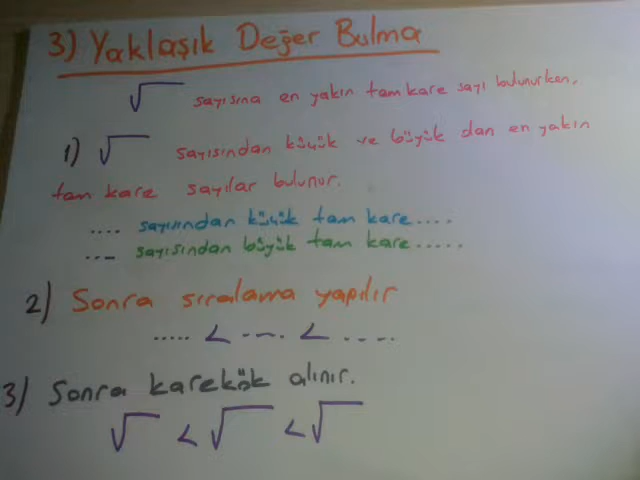 3) Yaklaşık Değer Bulma
√ sayısına en yakın tam kare sayı bulunurken,
1) √ sayısından küçük ve büyük dan en yakın
tam kare sayılar bulunur.
.... sayısından küçük tam kare ....
.... sayısından büyük tam kare .....
2) Sonra sıralama yapılır
..... < .... < ....
3) Sonra karekök alınır.
√ < √ < √